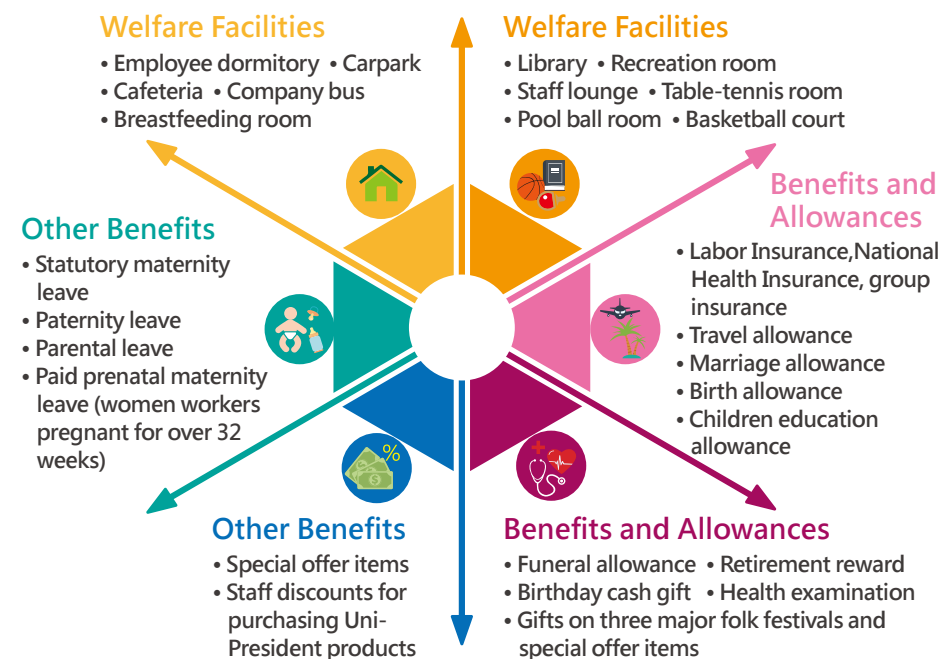 Welfare Facilities
• Employee dormitory • Carpark
• Cafeteria • Company bus
• Breastfeeding room
Welfare Facilities
• Library • Recreation room
• Staff lounge • Table-tennis room
• Pool ball room • Basketball court
Benefits and
Allowances
• Labor Insurance,National
Health Insurance, group
insurance
• Travel allowance
• Marriage allowance
• Birth allowance
• Children education
allowance
Other Benefits
• Statutory maternity
leave
• Paternity leave
• Parental leave
• Paid prenatal maternity
leave (women workers
pregnant for over 32
weeks)
%
$
Other Benefits
• Special offer items
• Staff discounts for
purchasing Uni-
President products
Benefits and Allowances
• Funeral allowance • Retirement reward
• Birthday cash gift • Health examination
• Gifts on three major folk festivals and
special offer items